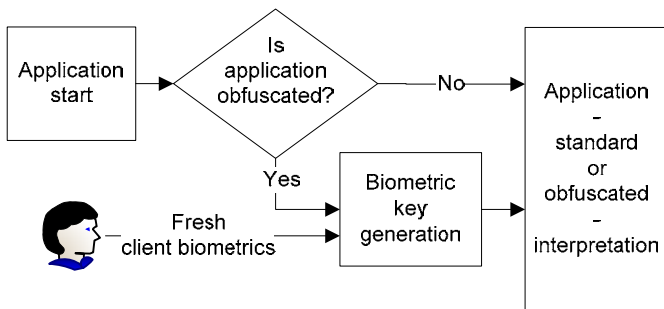 Application
start
Is
application
obfuscated?
No
Yes
Fresh
client biometrics
Biometric
key
generation
Application
-
standard
or
obfuscated
-
interpretation